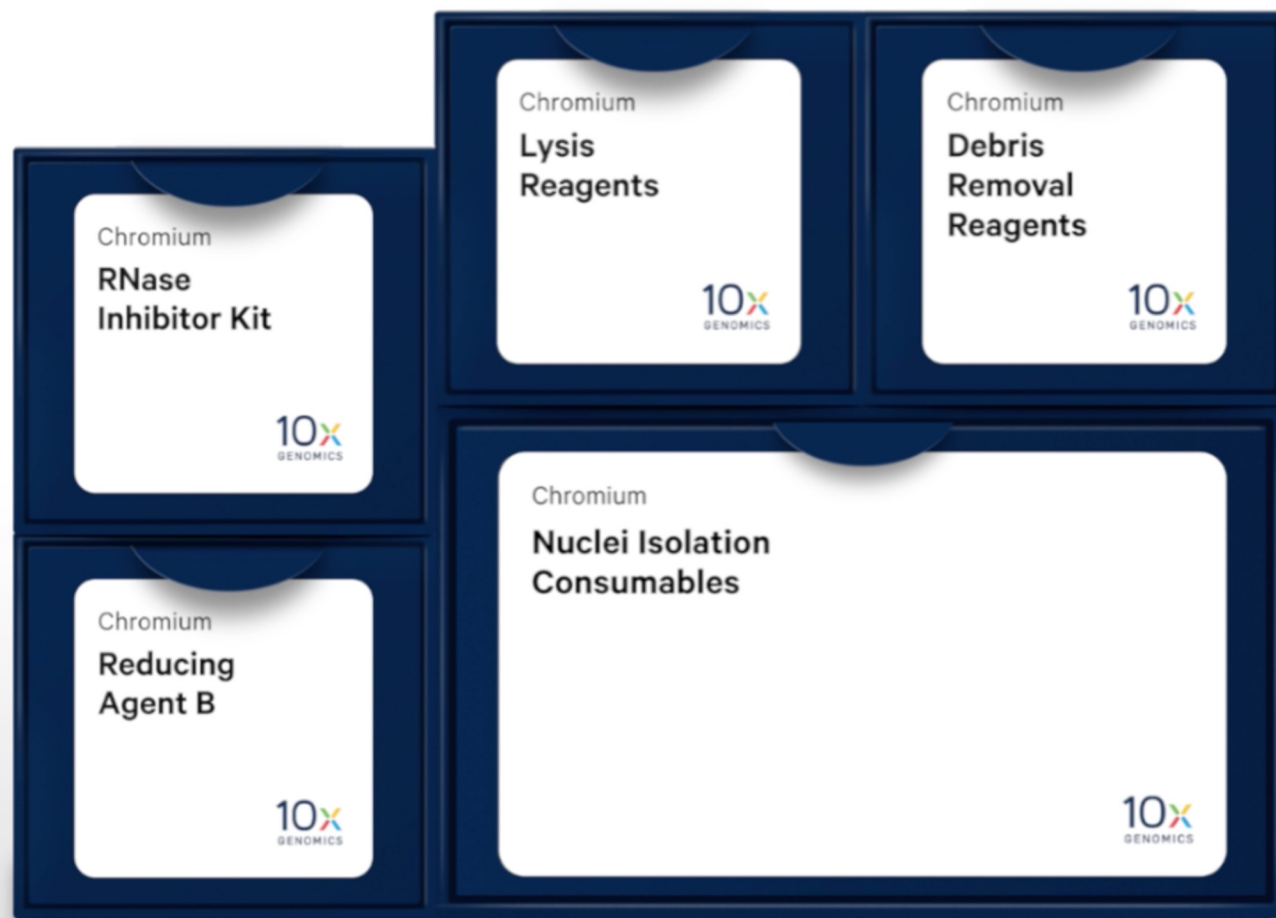 Chromium
RNase
Inhibitor Kit
10x
GENOMICS
Chromium
Lysis
Reagents
10x
GENOMICS
Chromium
Debris
Removal
Reagents
10x
GENOMICS
Chromium
Reducing
Agent B
10x
GENOMICS
Chromium
Nuclei Isolation
Consumables
10x
GENOMICS